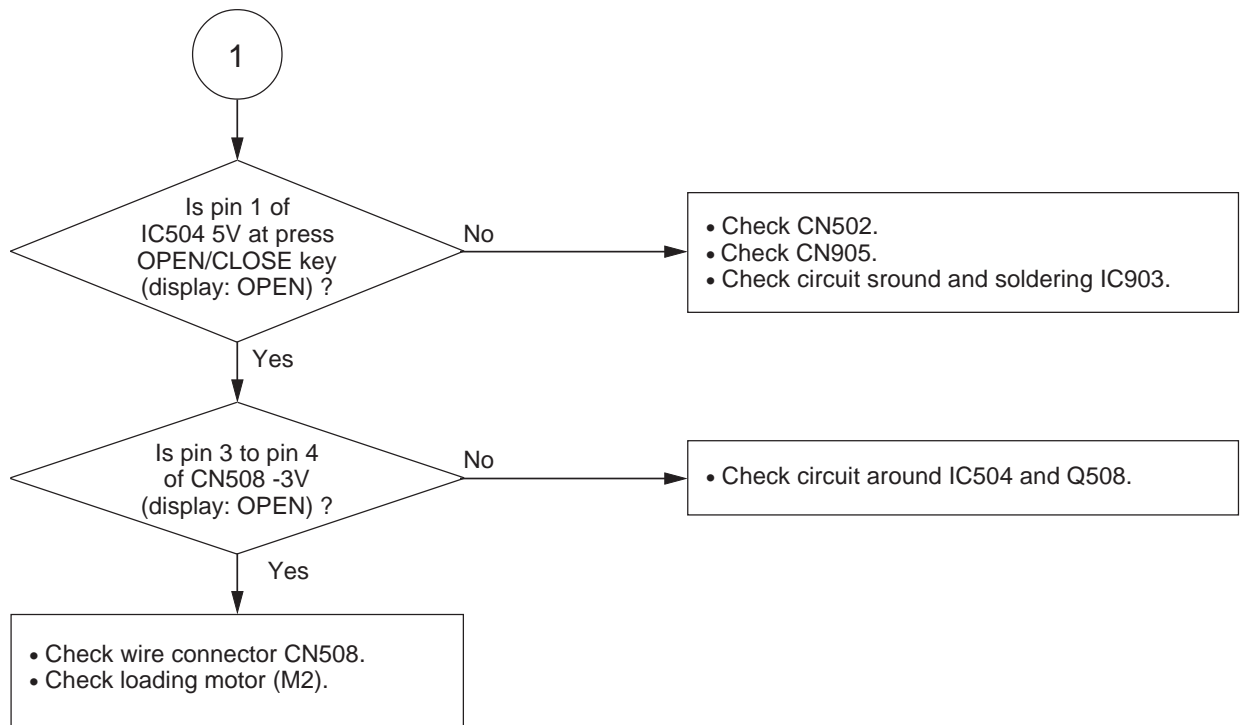 1
Is pin 1 of
IC504 5V at press
OPEN/CLOSE key
(display: OPEN) ?
No
• Check CN502.
• Check CN905.
• Check circuit sround and soldering IC903.
Yes
Is pin 3 to pin 4
of CN508 -3V
(display: OPEN) ?
No
• Check circuit around IC504 and Q508.
Yes
• Check wire connector CN508.
• Check loading motor (M2).